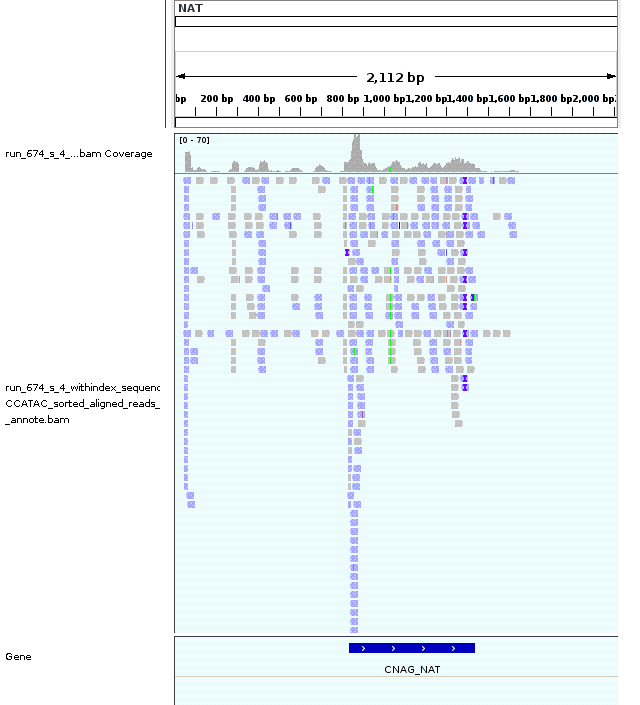 NAT
2,112 bp
bp 200 bp 400 bp 600 bp 800 bp 1,000 bp 1,200 bp 1,400 bp 1,600 bp 1,800 bp 2,000 bp
[0 - 70]
run_674_s_4_...bam Coverage
run_674_s_4_withindex_sequenc
CCATAC_sorted_aligned_reads_
_annote.bam
Gene
CNAG_NAT